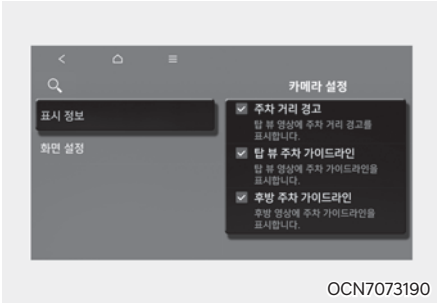 카메라 설정
표시 정보
화면 설정
주차 거리 경고
탑 뷰 영상에 주차 거리 경고를
표시합니다.
탑 뷰 주차 가이드라인
탑 뷰 영상에 주차 가이드라인을
표시합니다.
후방 주차 가이드라인
후방 영상에 주차 가이드라인을
표시합니다.
OCN7073190